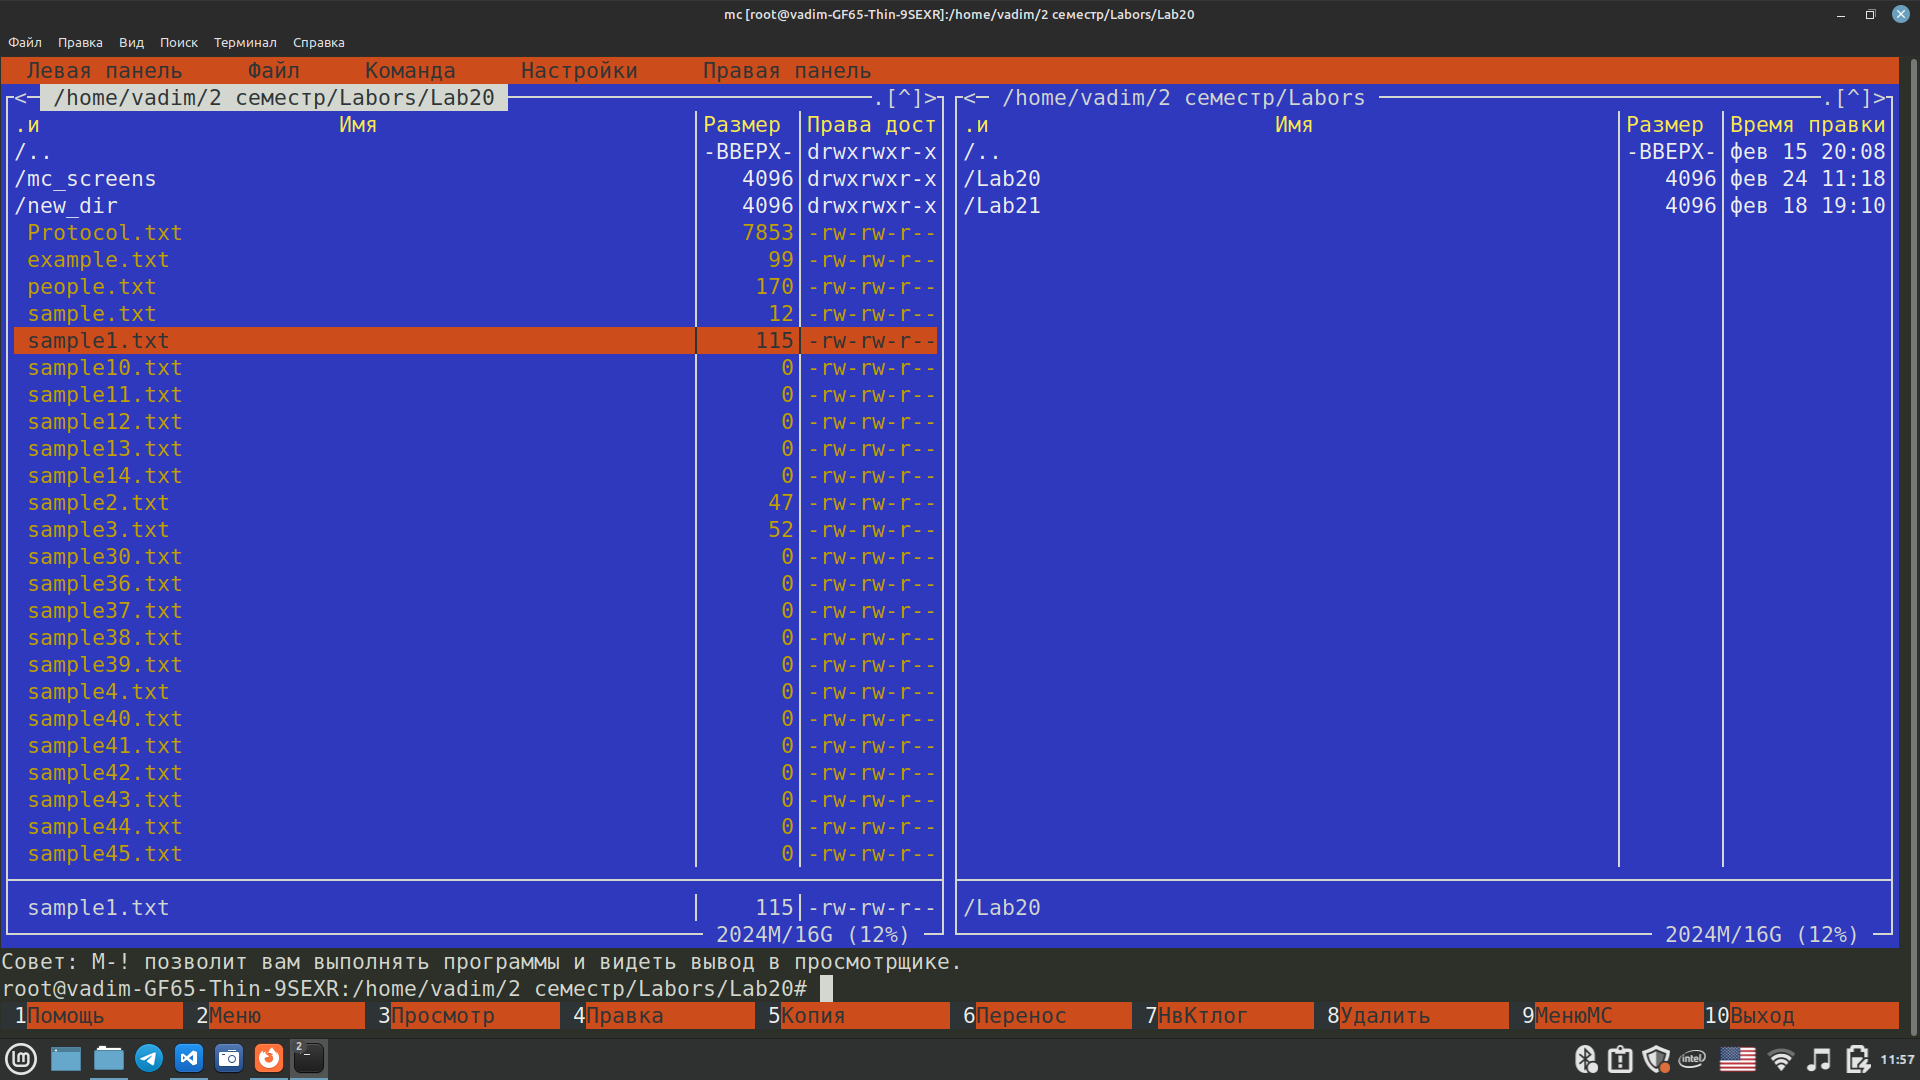 mc [root@vadim-GF65-Thin-9SEXR]:/home/vadim/2 семестр/Labors/Lab20
Файл Правка Вид Поиск Терминал Справка
Левая панель Файл Команда Настройки Правая панель
<— /home/vadim/2 семестр/Labors/Lab20 .[^]>
.и Имя Размер Права дост
/.. -ВВЕРХ- drwxrwxr-x
/mc_screens 4096 drwxrwxr-x
/new_dir 4096 drwxrwxr-x
Protocol.txt 7853 -rw-rw-r--
example.txt 99 -rw-rw-r--
people.txt 170 -rw-rw-r--
sample.txt 12 -rw-rw-r--
sample1.txt 115 -rw-rw-r--
sample10.txt 0 -rw-rw-r--
sample11.txt 0 -rw-rw-r--
sample12.txt 0 -rw-rw-r--
sample13.txt 0 -rw-rw-r--
sample14.txt 0 -rw-rw-r--
sample2.txt 47 -rw-rw-r--
sample3.txt 52 -rw-rw-r--
sample30.txt 0 -rw-rw-r--
sample36.txt 0 -rw-rw-r--
sample37.txt 0 -rw-rw-r--
sample38.txt 0 -rw-rw-r--
sample39.txt 0 -rw-rw-r--
sample4.txt 0 -rw-rw-r--
sample40.txt 0 -rw-rw-r--
sample41.txt 0 -rw-rw-r--
sample42.txt 0 -rw-rw-r--
sample43.txt 0 -rw-rw-r--
sample44.txt 0 -rw-rw-r--
sample45.txt 0 -rw-rw-r--
sample1.txt 115 -rw-rw-r--
2024M/16G (12%)
<— /home/vadim/2 семестр/Labors .[^]>
.и Имя Размер Время правки
/.. -ВВЕРХ- фев 15 20:08
/Lab20 4096 фев 24 11:18
/Lab21 4096 фев 18 19:10
/Lab20
2024M/16G (12%)
Совет: M-! позволит вам выполнять программы и видеть вывод в просмотрщике.
root@vadim-GF65-Thin-9SEXR:/home/vadim/2 семестр/Labors/Lab20#
1Помощь 2Меню 3Просмотр 4Правка 5Копия 6Перенос 7НвКтлог 8Удалить 9МенюМС 10Выход
2 intel 11:57